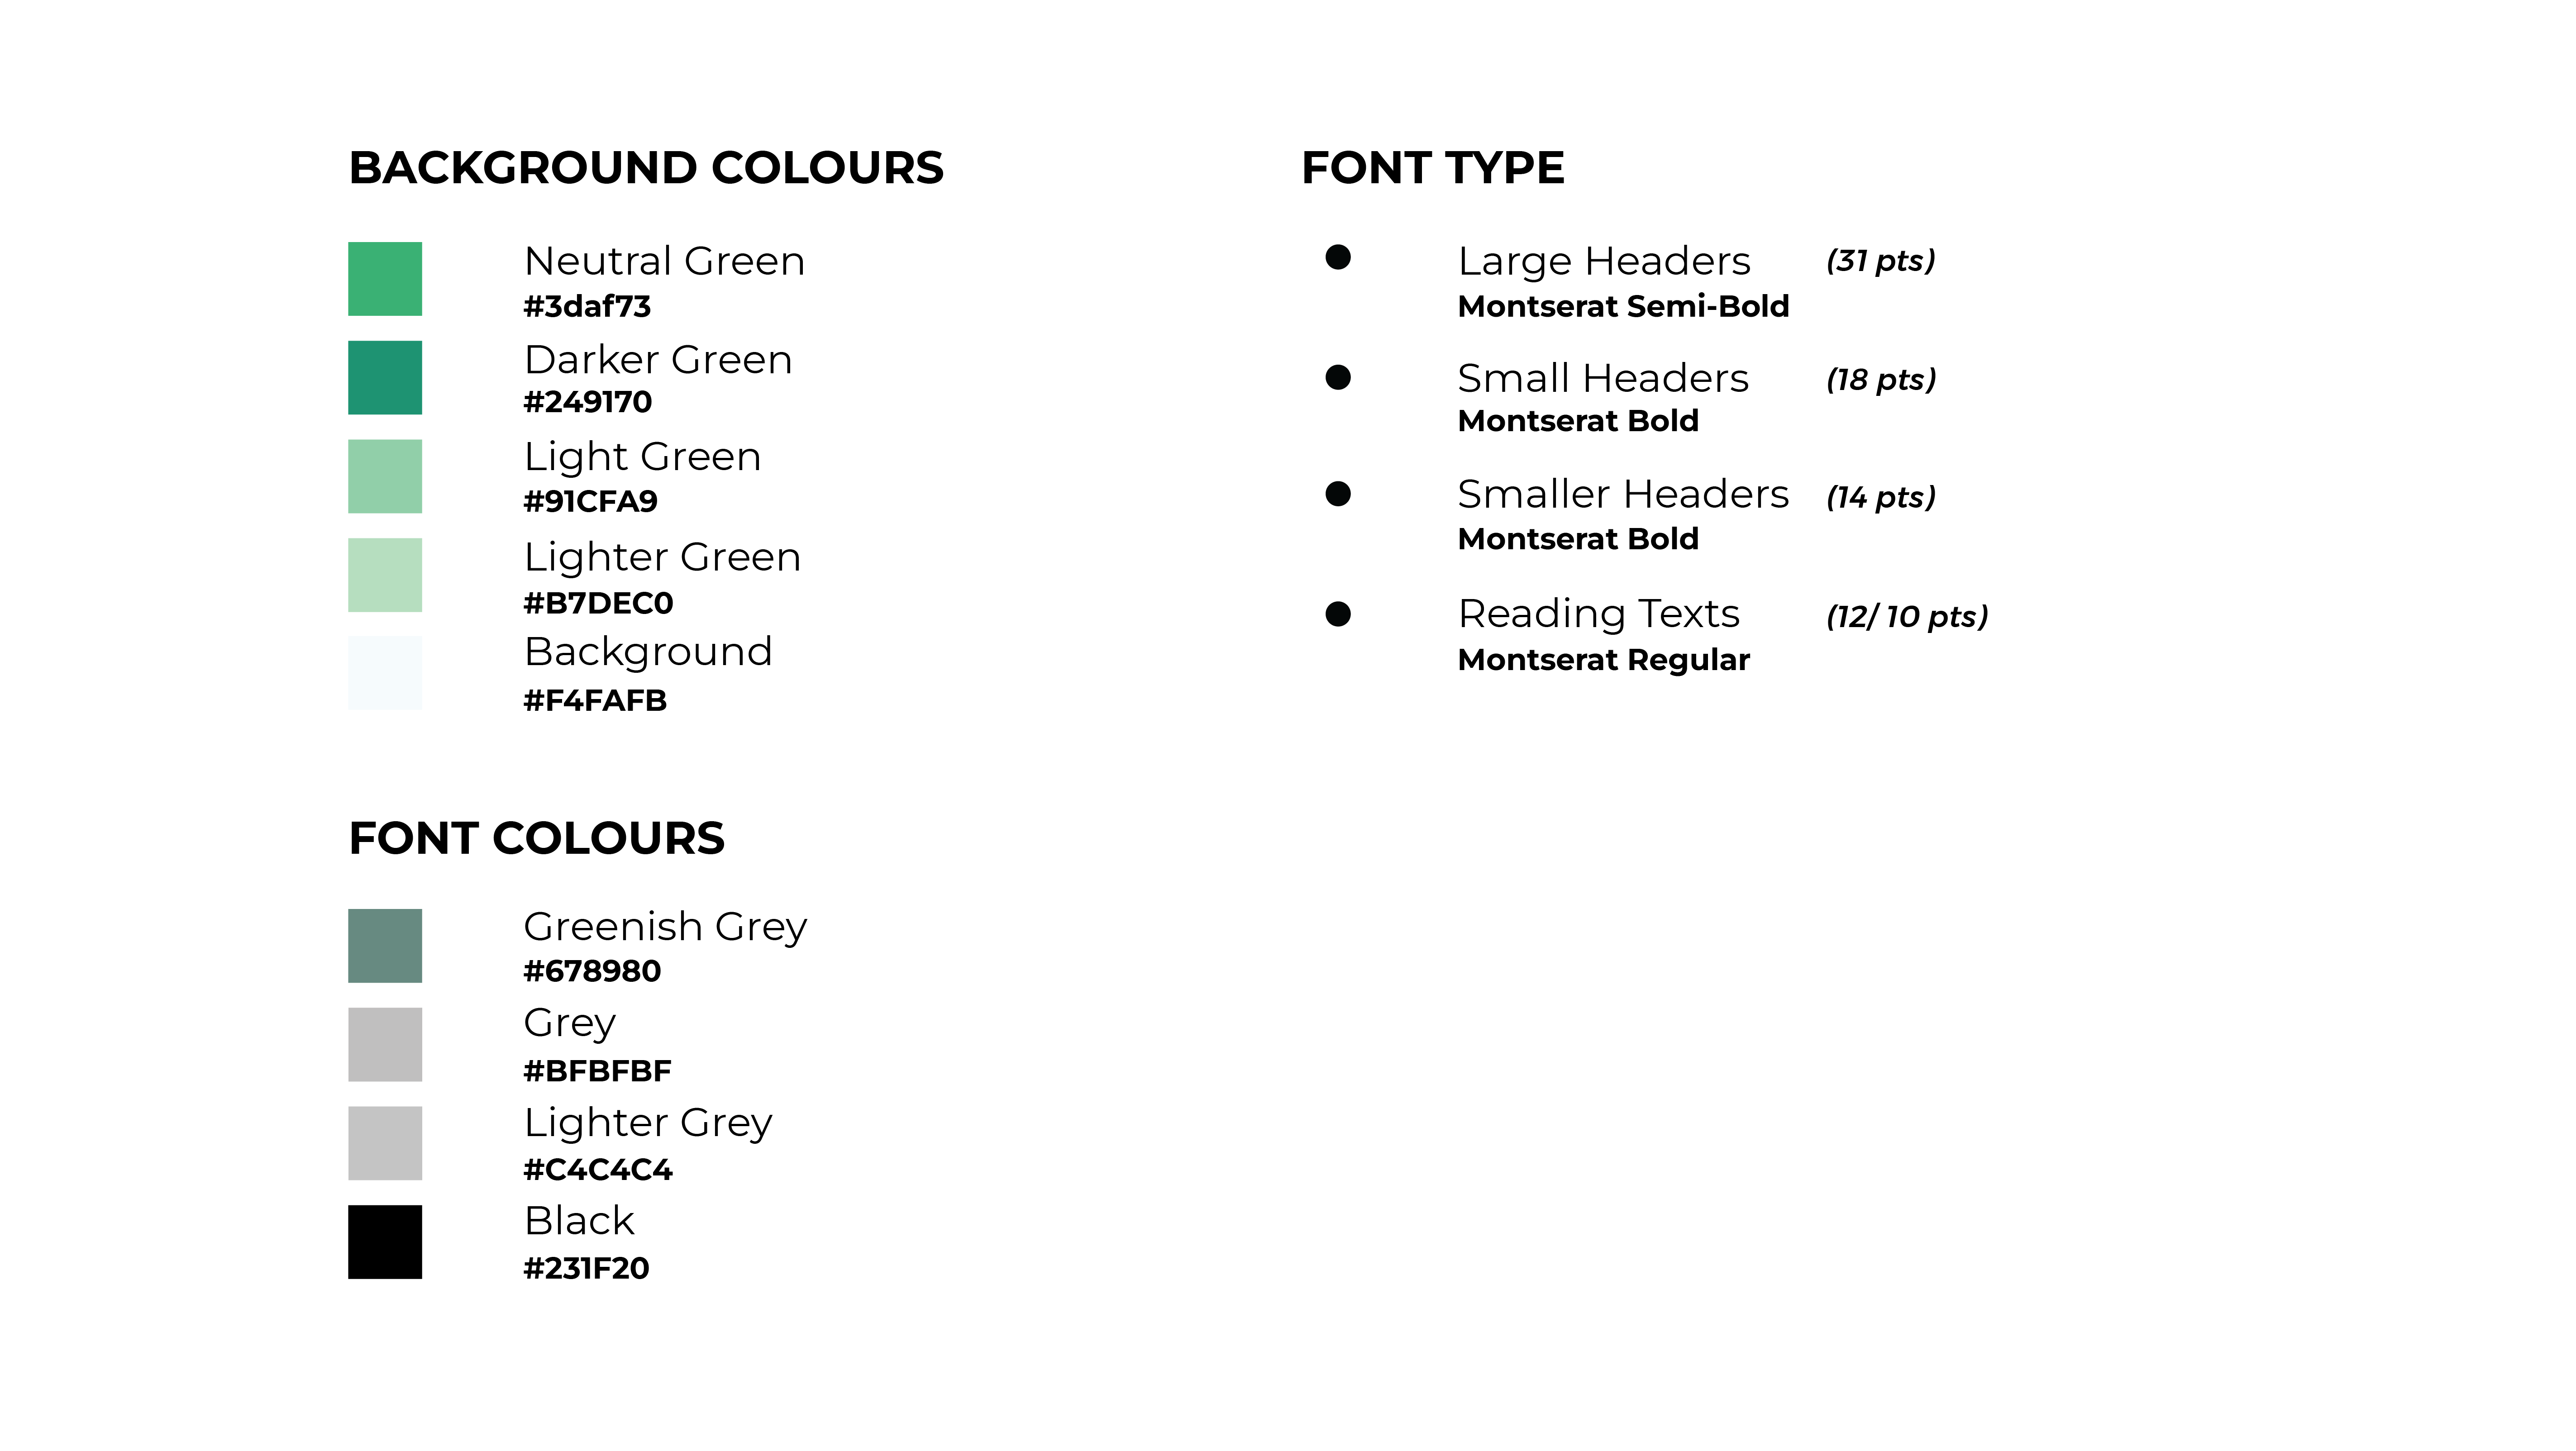 BACKGROUND COLOURS
Neutral Green
#3daf73
Darker Green
#249170
Light Green
#91CFA9
Lighter Green
#B7DEC0
Background
#F4FAFB
FONT COLOURS
Greenish Grey
#678980
Grey
#BFBFBF
Lighter Grey
#C4C4C4
Black
#231F20
FONT TYPE
Large Headers (31 pts)
Montserat Semi-Bold
Small Headers (18 pts)
Montserat Bold
Smaller Headers (14 pts)
Montserat Bold
Reading Texts (12/ 10 pts)
Montserat Regular